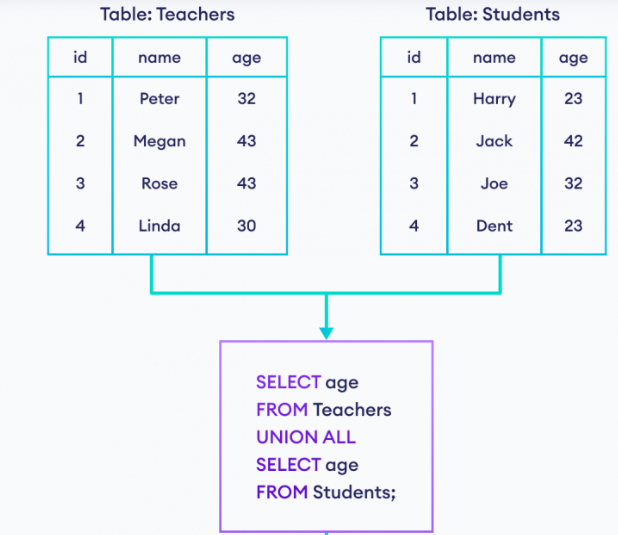 Table: Teachers
id name age
1 Peter 32
2 Megan 43
3 Rose 43
4 Linda 30
Table: Students
id name age
1 Harry 23
2 Jack 42
3 Joe 32
4 Dent 23
SELECT age
FROM Teachers
UNION ALL
SELECT age
FROM Students;